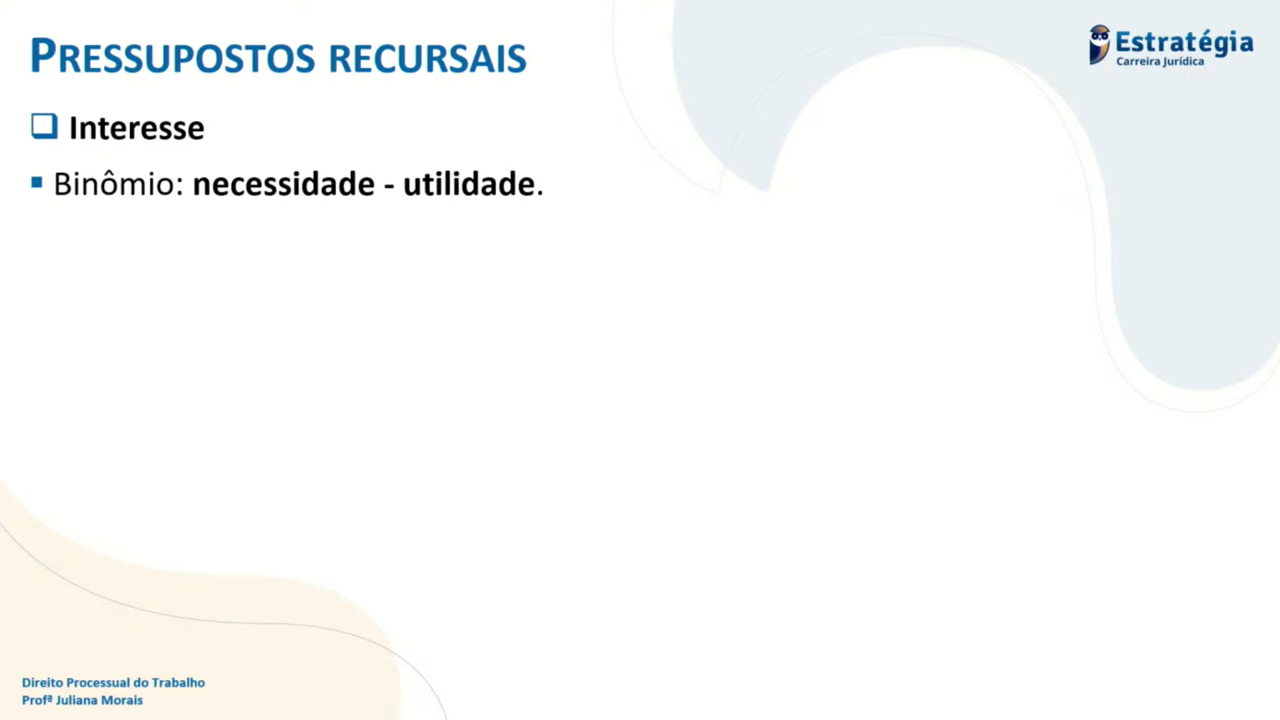 PRESSUPOSTOS RECURSAIS
Estratégia
Carreira Jurídica
Interesse
Binômio: necessidade - utilidade.
Direito Processual do Trabalho
Profª Juliana Morais